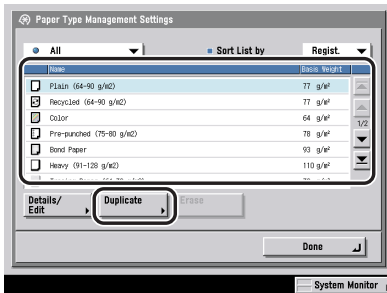 Paper Type Management Settings
All Sort List by Regist.
Name Basis Weight
Plain (64-90 g/m2) 77 g/m²
Recycled (64-90 g/m2) 77 g/m²
Color 64 g/m²
1/2
Pre-punched (75-80 g/m2) 78 g/m²
Bond Paper 93 g/m²
Heavy (91-128 g/m2) 110 g/m²
Details/
Edit
Duplicate
Erase
Done
System Monitor